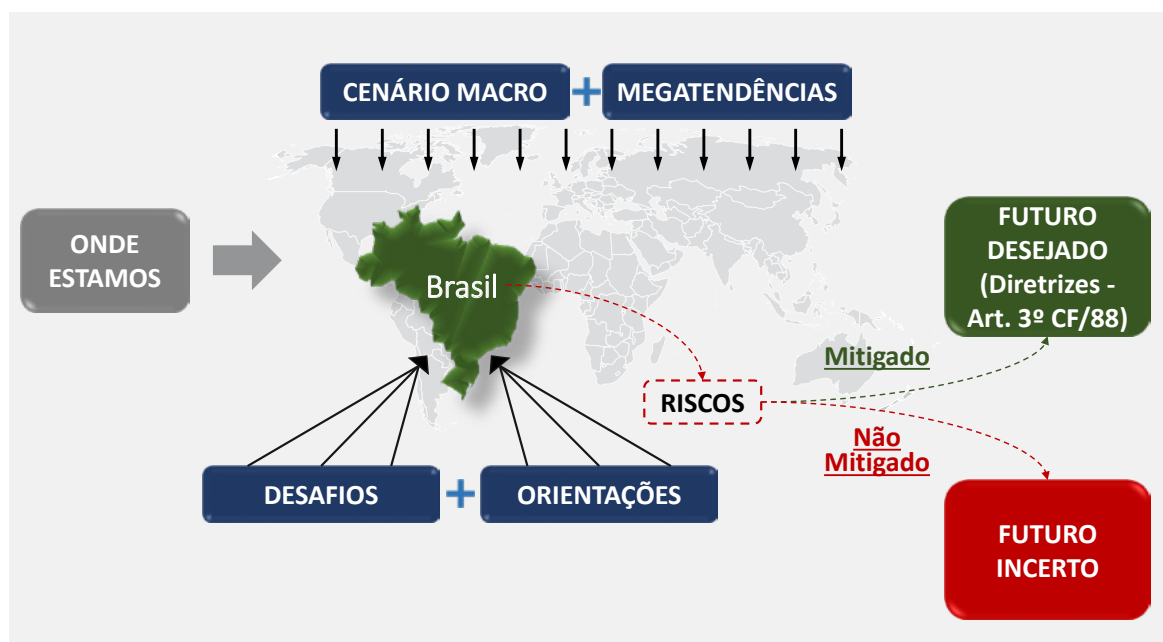 CENÁRIO MACRO + MEGATENDÊNCIAS
ONDE
ESTAMOS
Brasil
FUTURO
DESEJADO
(Diretrizes -
Art. 3º CF/88)
Mitigado
RISCOS
Não
Mitigado
DESAFIOS + ORIENTAÇÕES
FUTURO
INCERTO